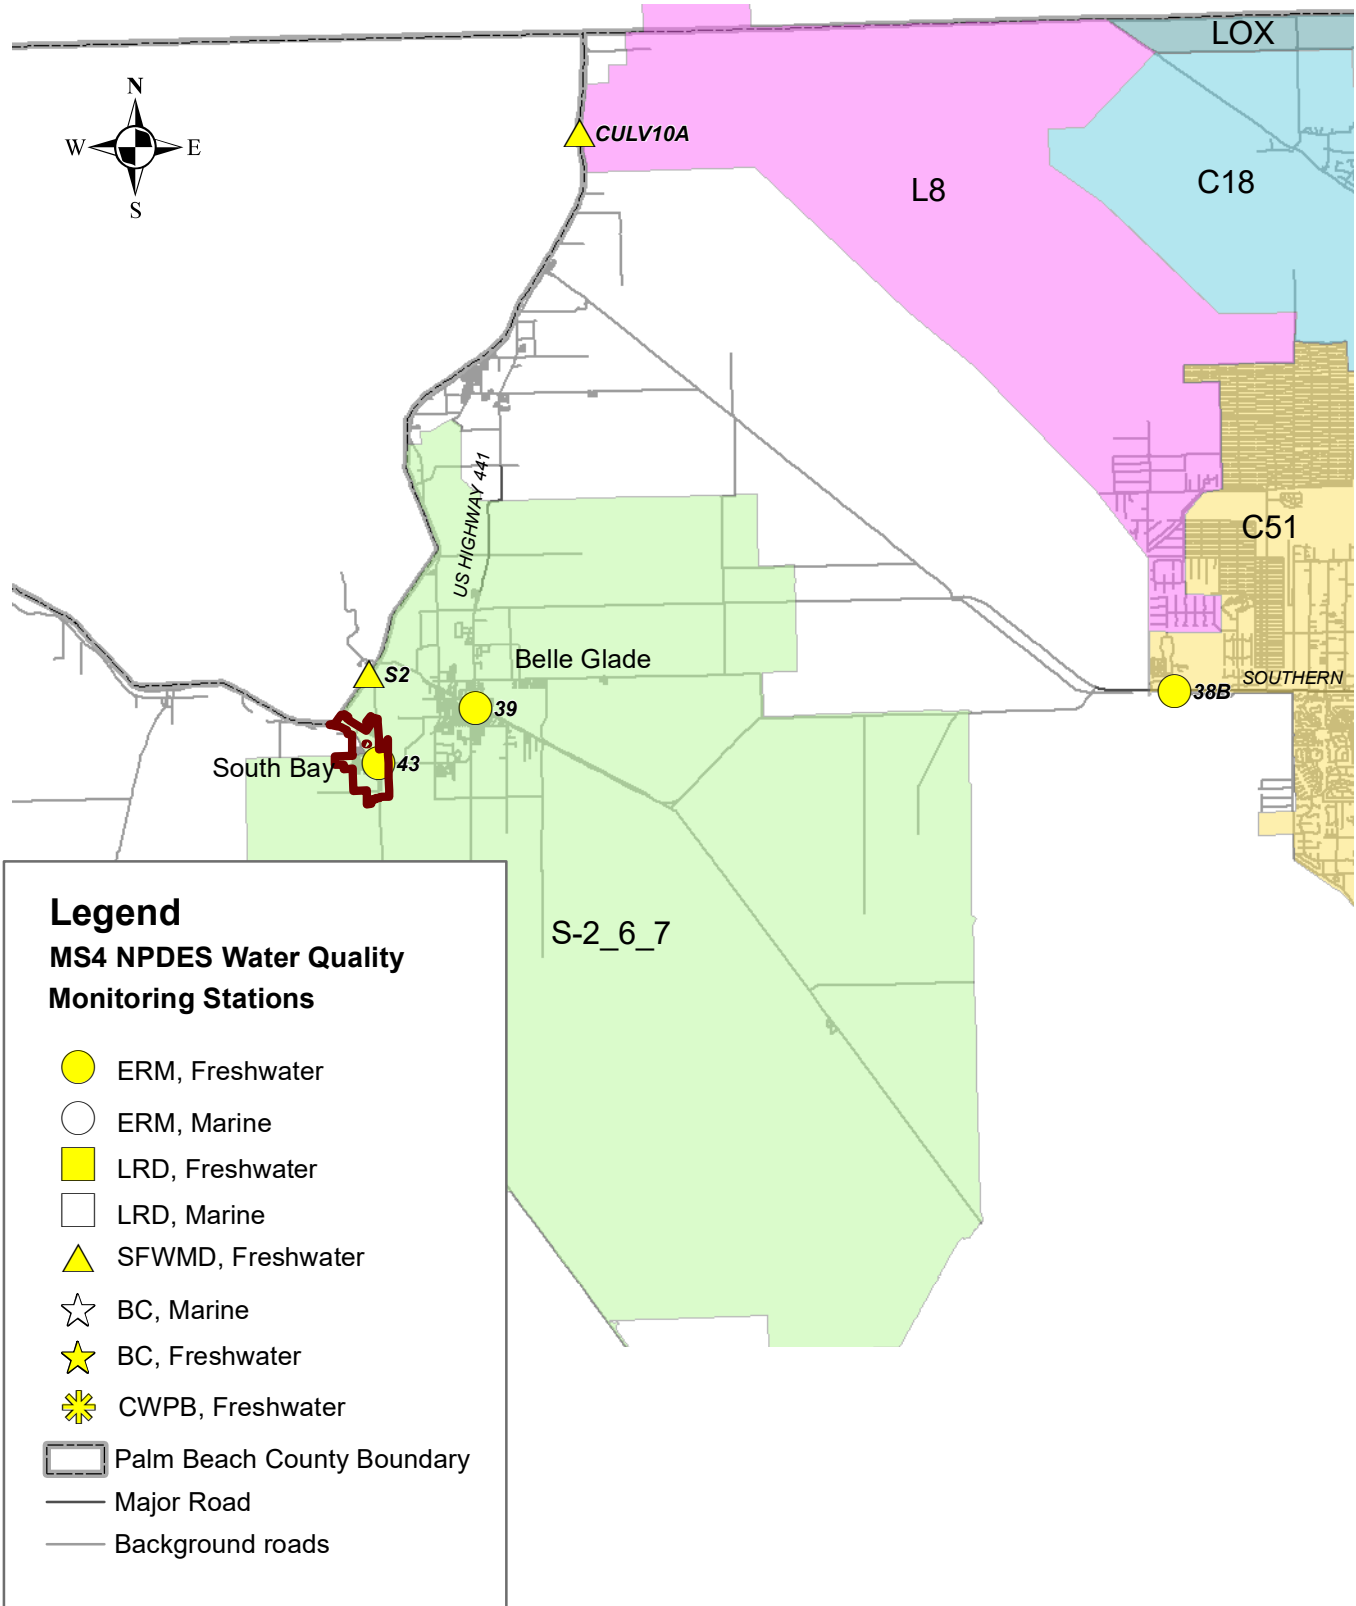 LOX
N
W
E
S
CULV10A
C18
L8
US HIGHWAY 441
C51
Belle Glade
S2
SOUTHERN
38B
39
South Bay
43
S-2_6_7
Legend
MS4 NPDES Water Quality
Monitoring Stations
ERM, Freshwater
ERM, Marine
LRD, Freshwater
LRD, Marine
SFWMD, Freshwater
BC, Marine
BC, Freshwater
CWPB, Freshwater
Palm Beach County Boundary
Major Road
Background roads